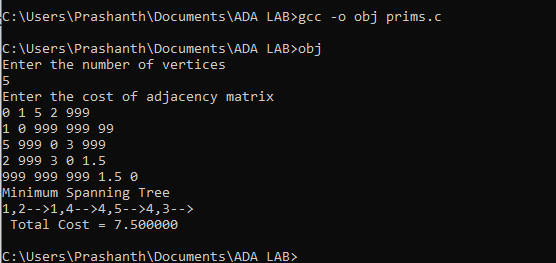 C:\Users\Prashanth\Documents\ADA LAB>gcc -o obj prims.c
C:\Users\Prashanth\Documents\ADA LAB>obj
Enter the number of vertices
5
Enter the cost of adjacency matrix
0 1 5 2 999
1 0 999 999 99
5 999 0 3 999
2 999 3 0 1.5
999 999 999 1.5 0
Minimum Spanning Tree
1,2-->1,4-->4,5-->4,3-->
 Total Cost = 7.500000
C:\Users\Prashanth\Documents\ADA LAB>